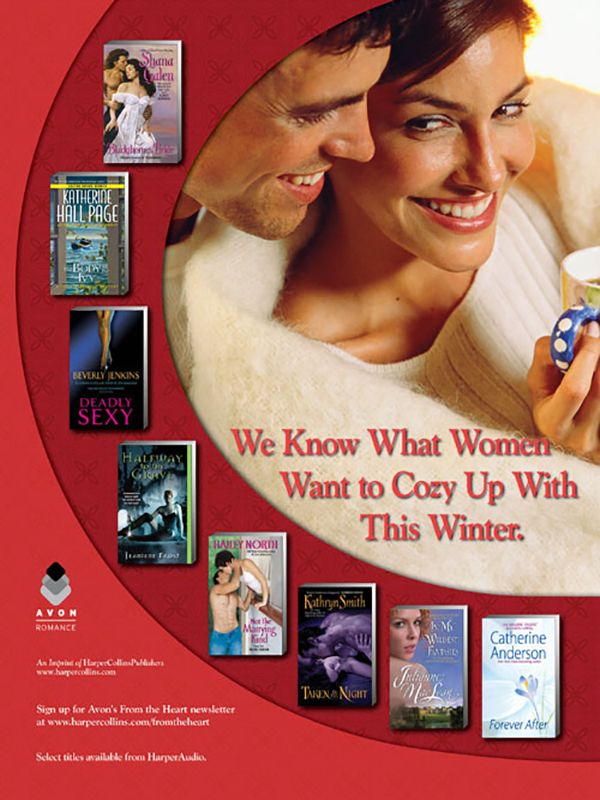 Shana
Galen
Blackthorne's Bride
KATHERINE
HALL PAGE
THE
BODY
IVY
BEVERLY JENKINS
DEADLY
SEXY
HALFWAY
TO THE
GRAVE
JEANIENE FROST
HAILEY NORTH
Not The
Marrying
Kind
Kathryn Smith
TAKEN BY NIGHT
IN MY
WILDEST
FANTASIES
Julianne
MacLean
Catherine
Anderson
Forever After
We Know What Women
Want to Cozy Up With
This Winter.
AVON
ROMANCE
An Imprint of HarperCollinsPublishers
www.harpercollins.com
Sign up for Avon's From the Heart newsletter
at www.harpercollins.com/fromtheheart
Select titles available from HarperAudio.